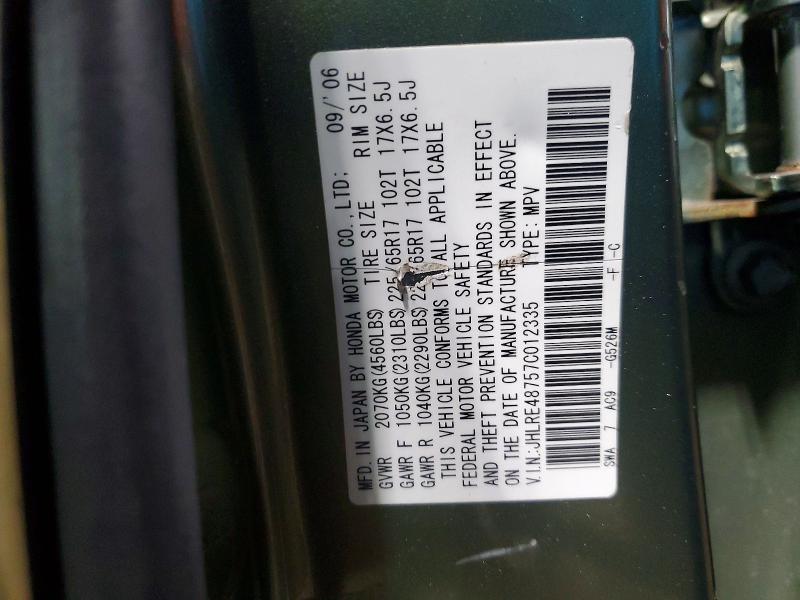 MFD. IN JAPAN BY HONDA MOTOR CO., LTD: 09/'06
GVWR 2070KG(4560LBS) TIRE SIZE RIM SIZE
GAWR F 1050KG(2310LBS) 225/65R17 102T 17X6.5J
GAWR R 1040KG(2290LBS) 22 65R17 102T 17X6.5J
THIS VEHICLE CONFORMS TO ALL APPLICABLE
FEDERAL MOTOR VEHICLE SAFETY
AND THEFT PREVENTION STANDARDS IN EFFECT
ON THE DATE OF MANUFACTURE SHOWN ABOVE.
V.I.N:JHLRE48757C012335 TYPE: MPV
SWA 7 AC9 -G526M -F -C